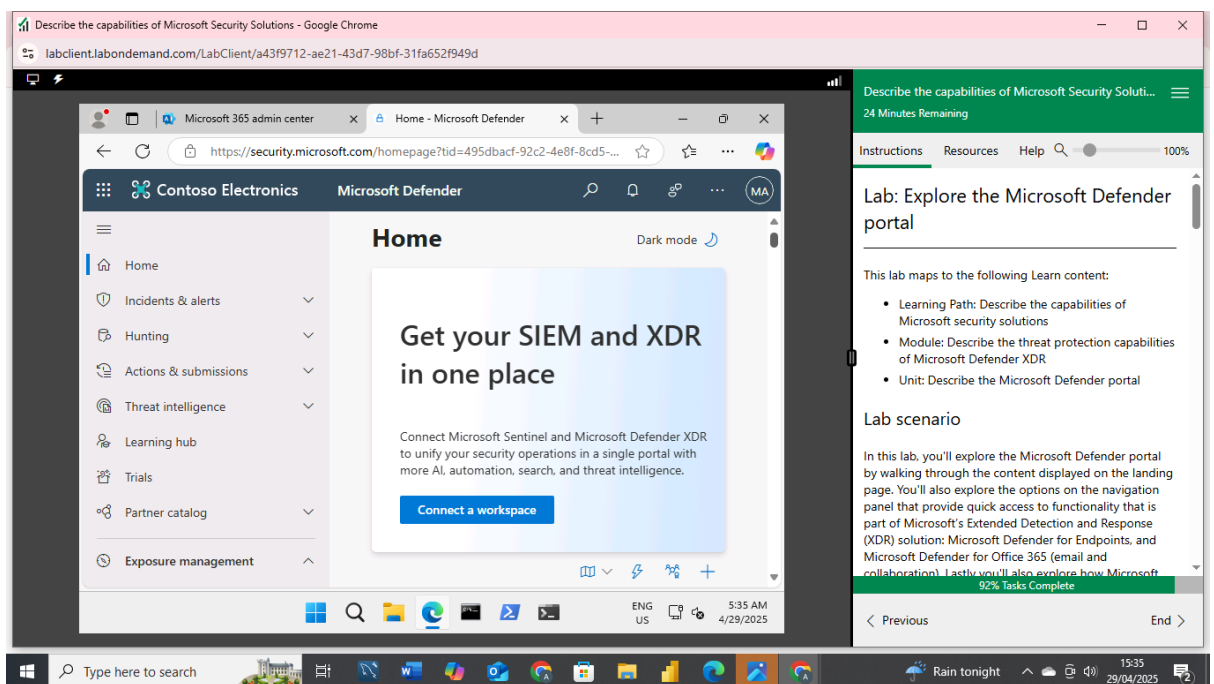 Describe the capabilities of Microsoft Security Solutions - Google Chrome
labclient.labondemand.com/LabClient/a43f9712-ae21-43d7-98bf-31fa652f949d
Microsoft 365 admin center
Home - Microsoft Defender
https://security.microsoft.com/homepage?tid=495dbacf-92c2-4e8f-8cd5-...
Contoso Electronics
Microsoft Defender
MA
Home
Dark mode
Home
Incidents & alerts
Hunting
Actions & submissions
Threat intelligence
Learning hub
Trials
Partner catalog
Exposure management
Get your SIEM and XDR
in one place
Connect Microsoft Sentinel and Microsoft Defender XDR
to unify your security operations in a single portal with
more AI, automation, search, and threat intelligence.
Connect a workspace
ENG
US
5:35 AM
4/29/2025
Describe the capabilities of Microsoft Security Soluti...
24 Minutes Remaining
Instructions Resources Help 100%
Lab: Explore the Microsoft Defender
portal
This lab maps to the following Learn content:
• Learning Path: Describe the capabilities of
Microsoft security solutions
• Module: Describe the threat protection capabilities
of Microsoft Defender XDR
• Unit: Describe the Microsoft Defender portal
Lab scenario
In this lab, you'll explore the Microsoft Defender portal
by walking through the content displayed on the landing
page. You'll also explore the options on the navigation
panel that provide quick access to functionality that is
part of Microsoft's Extended Detection and Response
(XDR) solution: Microsoft Defender for Endpoints, and
Microsoft Defender for Office 365 (email and
collaboration). Lastly you'll also explore how Microsoft
92% Tasks Complete
< Previous
End >
Type here to search
Rain tonight
15:35
29/04/2025
2